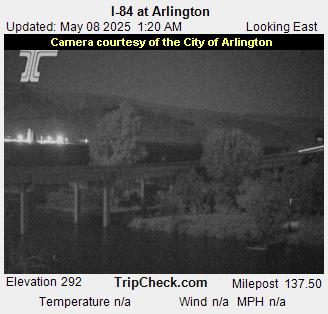 I-84 at Arlington
Updated: May 08 2025 1:20 AM Looking East
Camera courtesy of the City of Arlington
Elevation 292 TripCheck.com Milepost 137.50
Temperature n/a Wind n/a MPH n/a